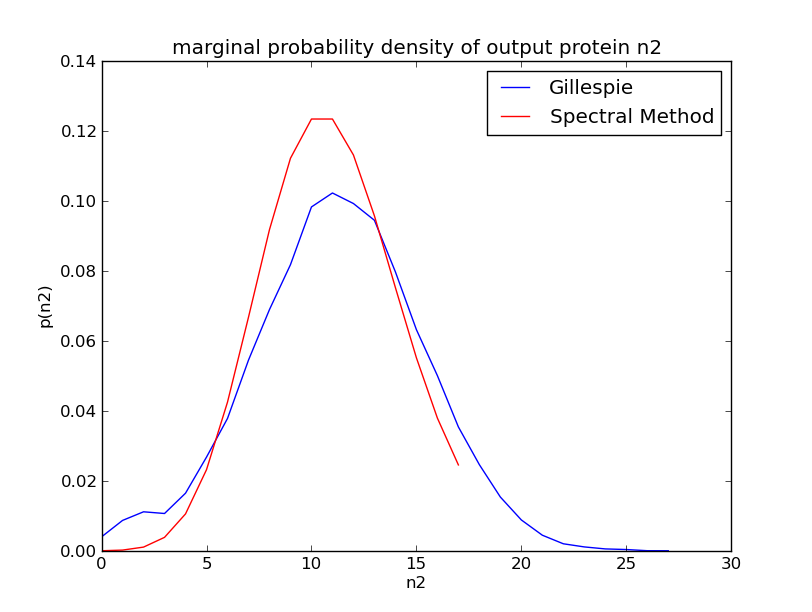 marginal probability density of output protein n2
Gillespie
Spectral Method
p(n2)
0.14
0.12
0.10
0.08
0.06
0.04
0.02
0.00
0 5 10 15 20 25 30
n2